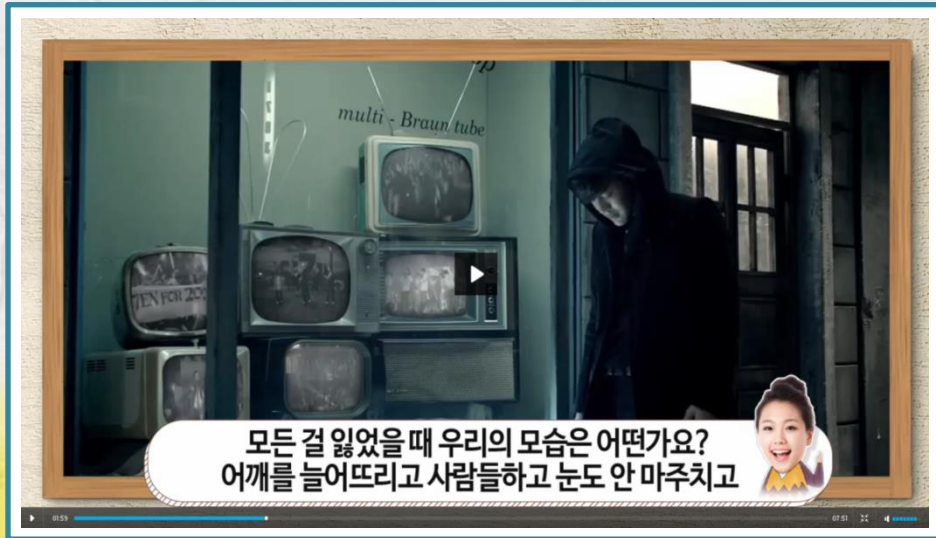 multi - Braun tube
TEN FOR 20
모든 걸 잃었을 때 우리의 모습은 어떤가요?
어깨를 늘어뜨리고 사람들하고 눈도 안 마주치고
01:59
07:51